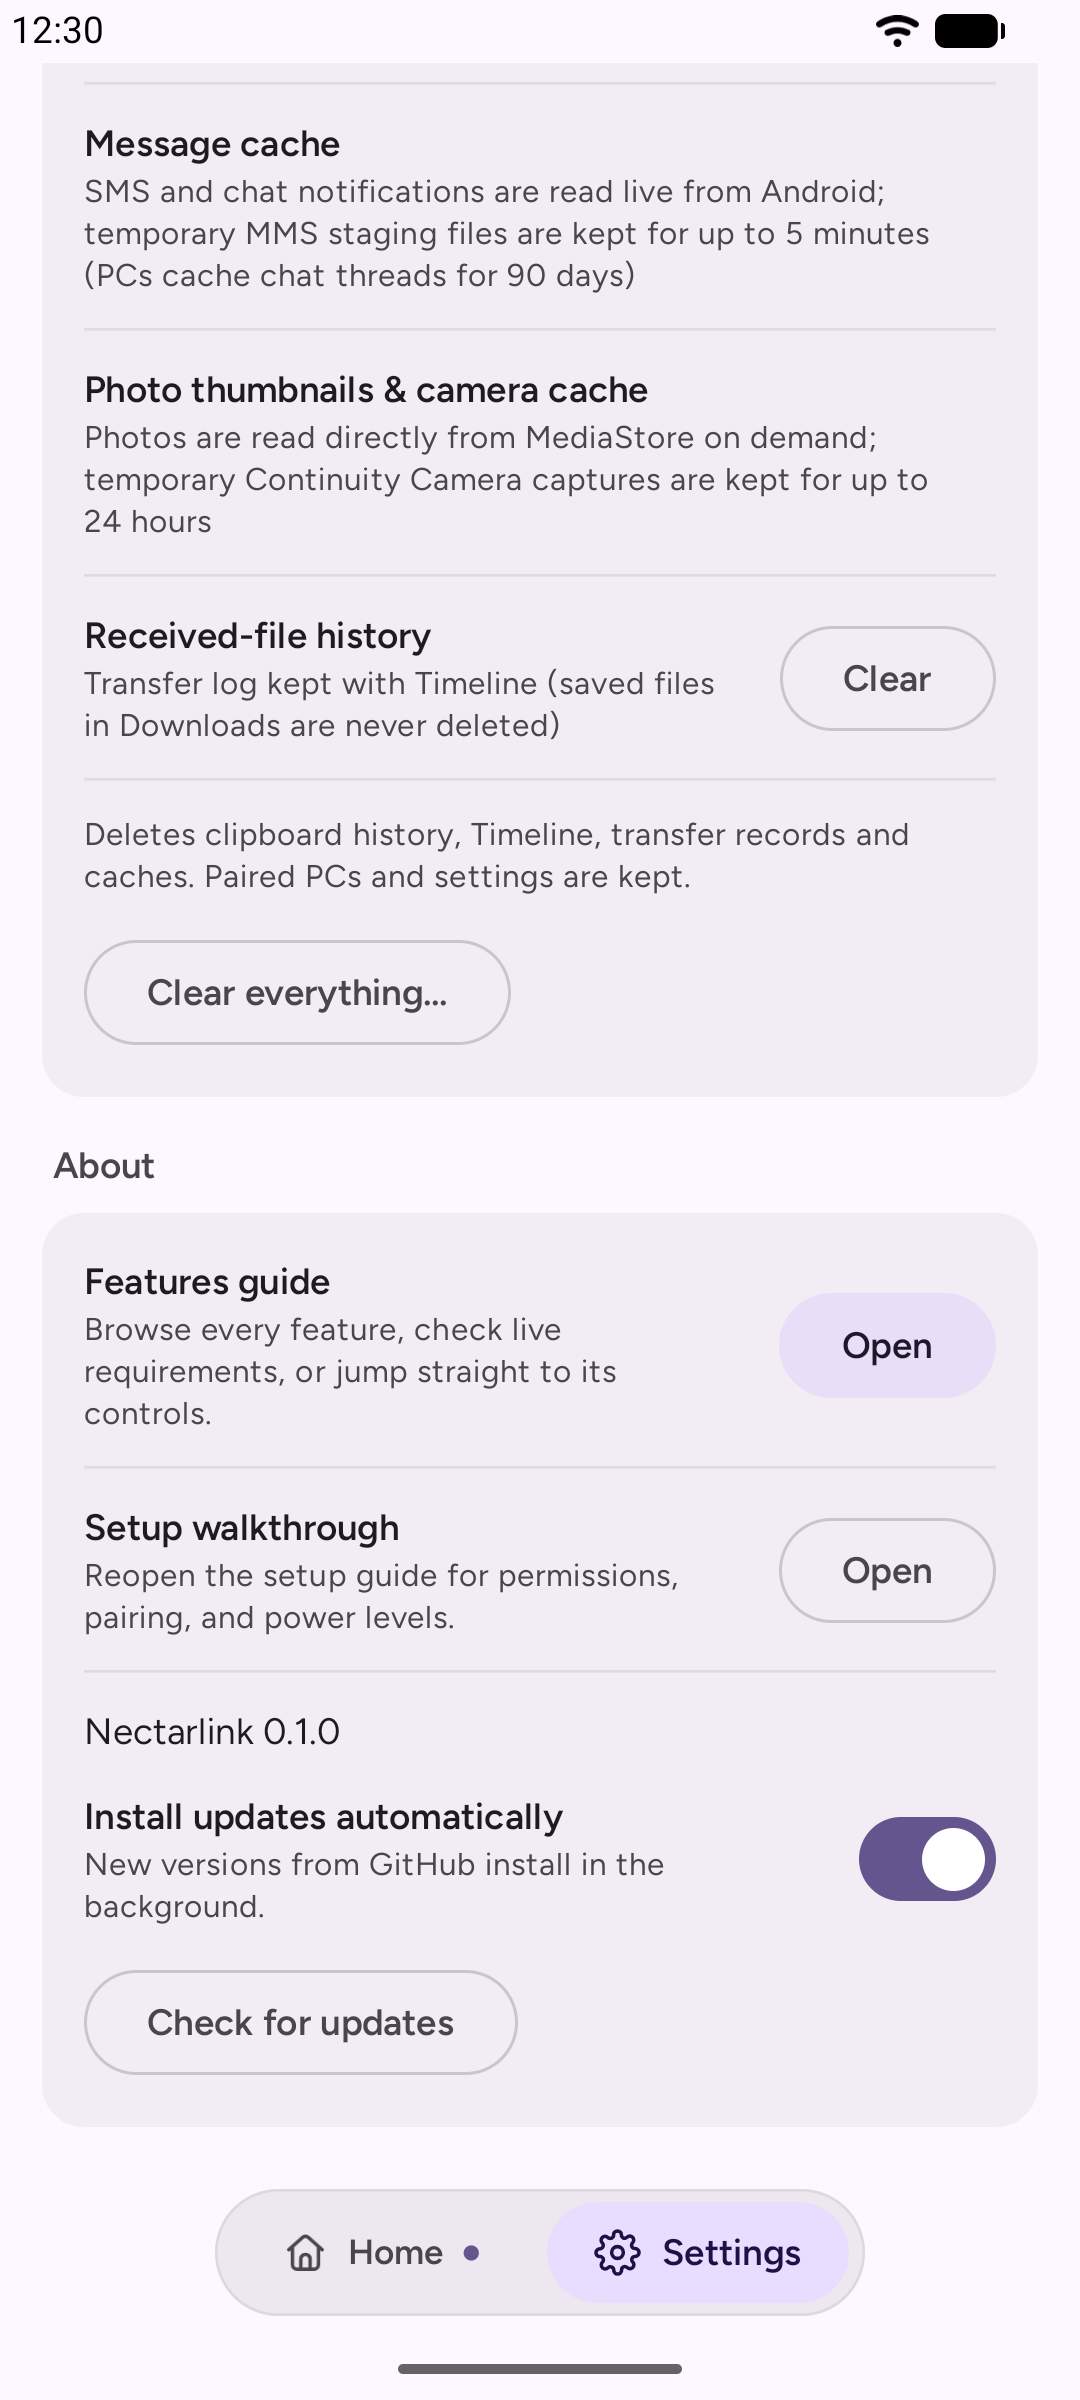 12:30
Message cache
SMS and chat notifications are read live from Android;
temporary MMS staging files are kept for up to 5 minutes
(PCs cache chat threads for 90 days)
Photo thumbnails & camera cache
Photos are read directly from MediaStore on demand;
temporary Continuity Camera captures are kept for up to
24 hours
Received-file history
Transfer log kept with Timeline (saved files
in Downloads are never deleted)
Clear
Deletes clipboard history, Timeline, transfer records and
caches. Paired PCs and settings are kept.
Clear everything...
About
Features guide
Browse every feature, check live
requirements, or jump straight to its
controls.
Open
Setup walkthrough
Reopen the setup guide for permissions,
pairing, and power levels.
Open
Nectarlink 0.1.0
Install updates automatically
New versions from GitHub install in the
background.
Check for updates
Home
Settings